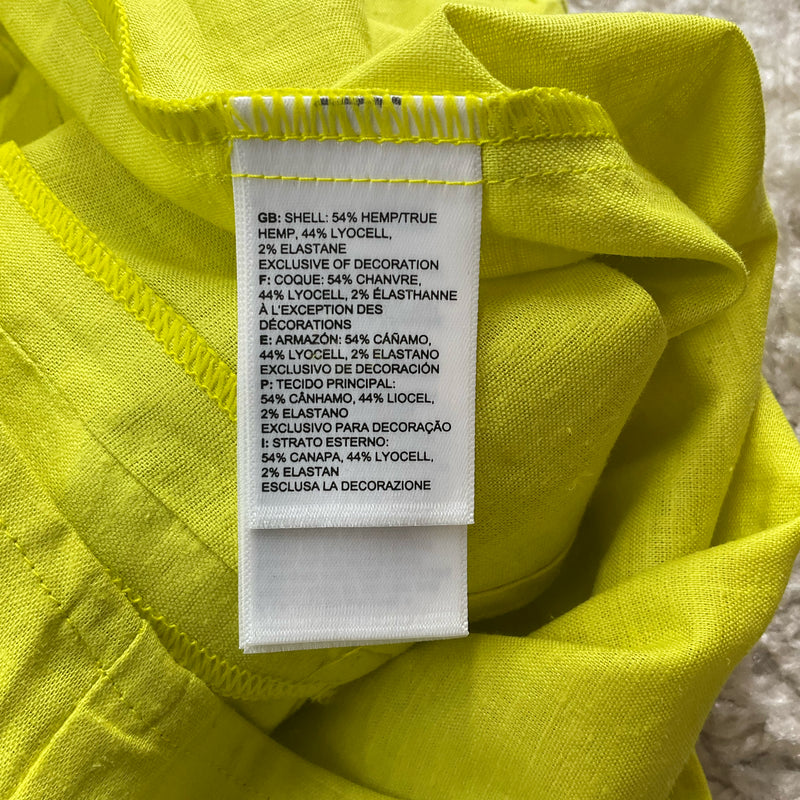 GB: SHELL: 54% HEMP/TRUE
HEMP, 44% LYOCELL,
2% ELASTANE
EXCLUSIVE OF DECORATION
F: COQUE: 54% CHANVRE,
44% LYOCELL, 2% ÉLASTHANNE
À L'EXCEPTION DES
DÉCORATIONS
E: ARMAZÓN: 54% CÁÑAMO,
44% LYOCELL, 2% ELASTANO
EXCLUSIVO DE DECORACIÓN
P: TECIDO PRINCIPAL:
54% CÂNHAMO, 44% LIOCEL,
2% ELASTANO
EXCLUSIVO PARA DECORAÇÃO
I: STRATO ESTERNO:
54% CANAPA, 44% LYOCELL,
2% ELASTAN
ESCLUSA LA DECORAZIONE